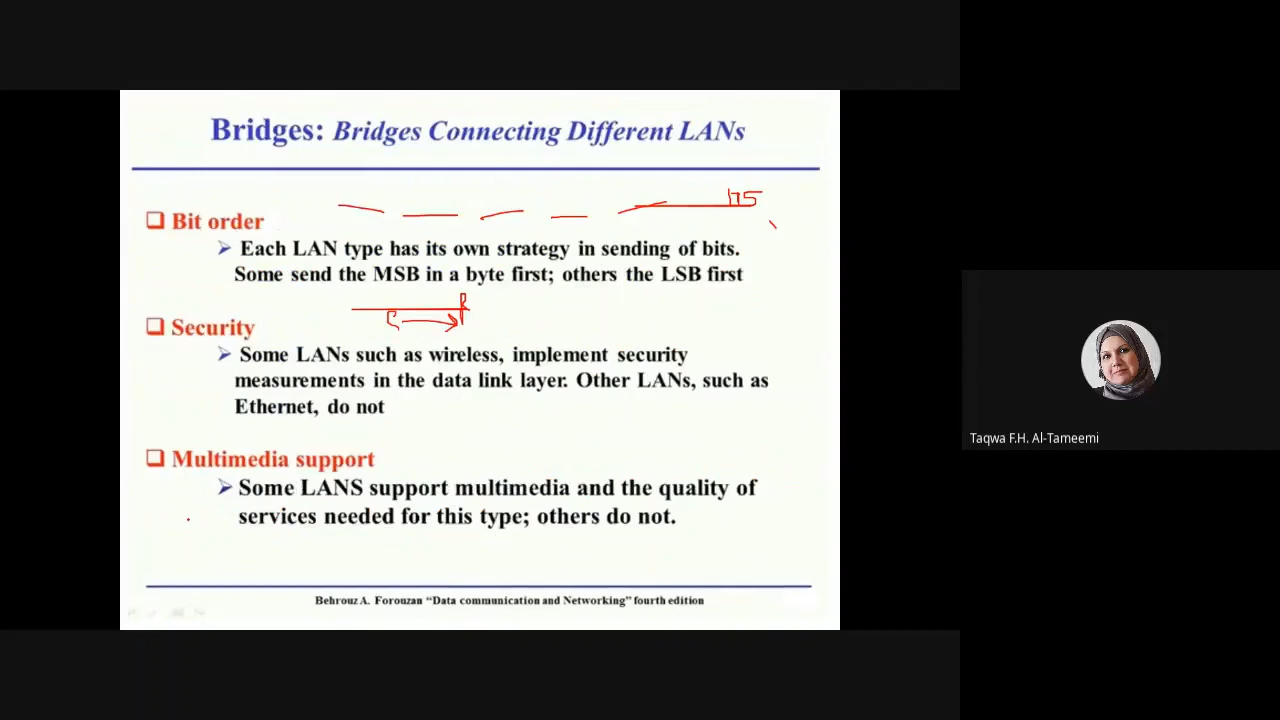 Bridges: Bridges Connecting Different LANs
Bit order
Each LAN type has its own strategy in sending of bits.
Some send the MSB in a byte first; others the LSB first
Security
Some LANs such as wireless, implement security
measurements in the data link layer. Other LANs, such as
Ethernet, do not
Multimedia support
Some LANS support multimedia and the quality of
services needed for this type; others do not.
Behrouz A. Forouzan “Data communication and Networking” fourth edition
Taqwa F.H. Al-Tameemi